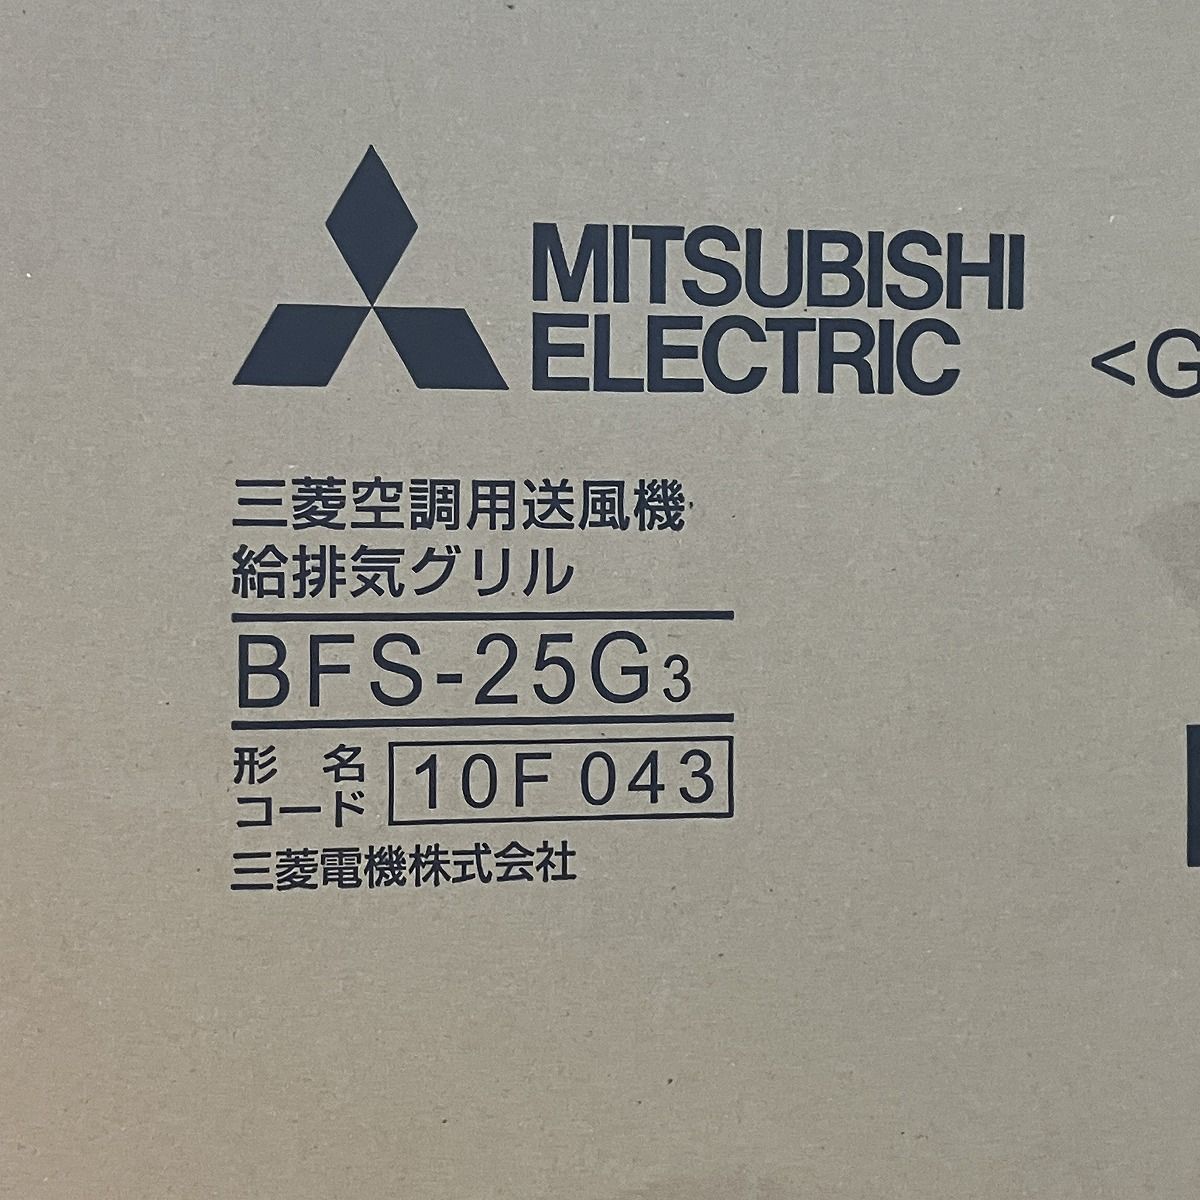 MITSUBISHI
ELECTRIC
<G
三菱空調用送風機
給排気グリル
BFS-25G3
形 名
コード
10F 043
三菱電機株式会社